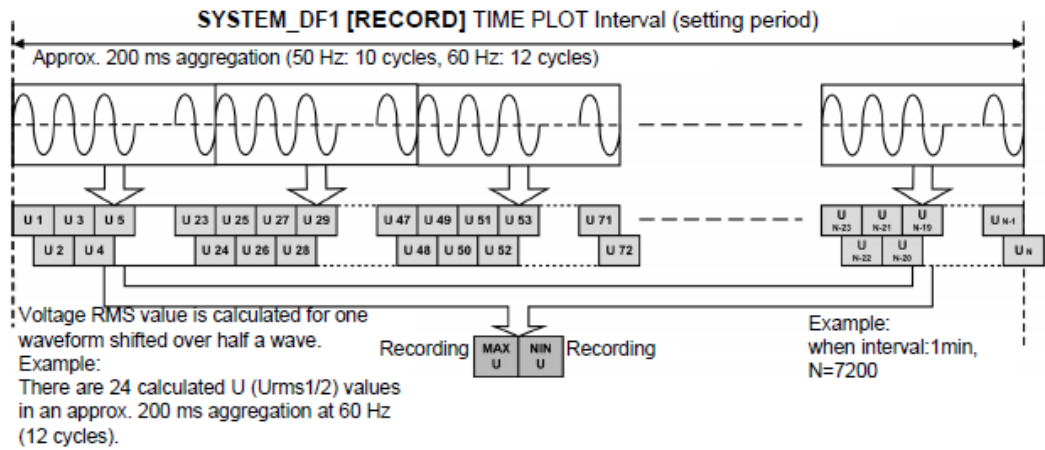 SYSTEM_DF1 [RECORD] TIME PLOT Interval (setting period)
Approx. 200 ms aggregation (50 Hz: 10 cycles, 60 Hz: 12 cycles)
U 1 U 3 U 5 U 23 U 25 U 27 U 29 U 47 U 49 U 51 U 53 U 71 U N-23 U N-21 U N-19 U N-1
U 2 U 4 U 24 U 26 U 28 U 48 U 50 U 52 U 72 U N-22 U N-20 U N
Voltage RMS value is calculated for one
waveform shifted over half a wave.
Example:
There are 24 calculated U (Urms1/2) values
in an approx. 200 ms aggregation at 60 Hz
(12 cycles).
Recording MAX U NIN U Recording
Example:
when interval:1min,
N=7200